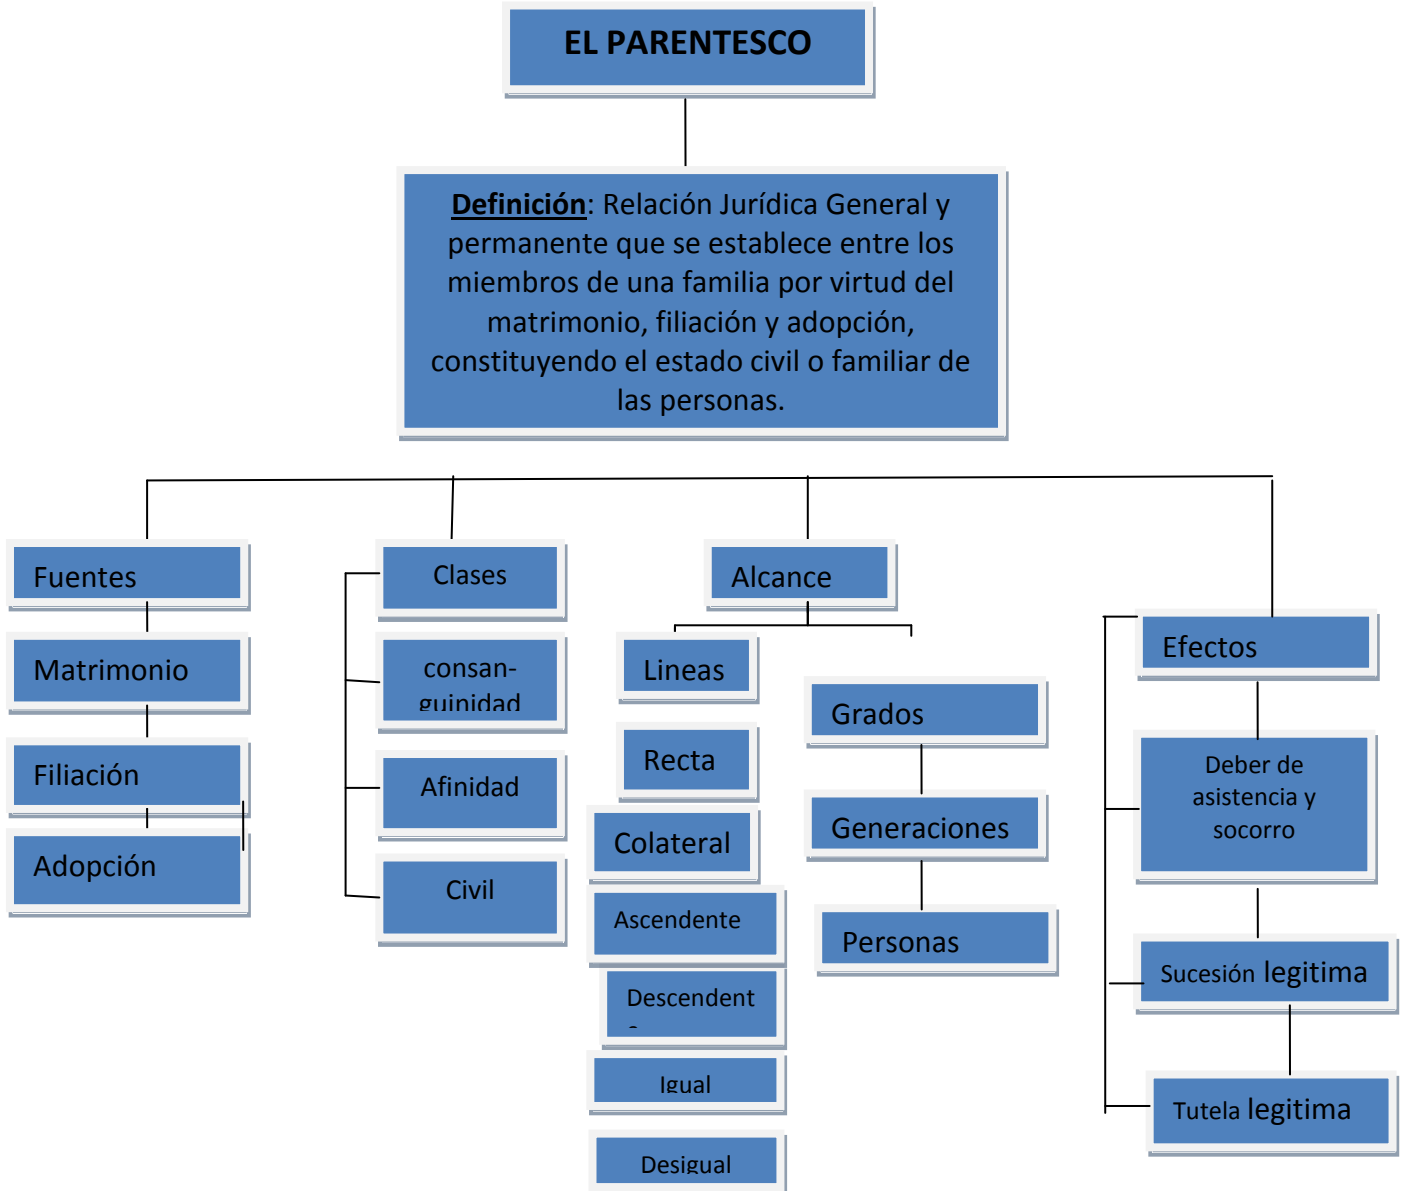 EL PARENTESCO
Definición: Relación Jurídica General y
permanente que se establece entre los
miembros de una familia por virtud del
matrimonio, filiación y adopción,
constituyendo el estado civil o familiar de
las personas.
Fuentes
Matrimonio
Filiación
Adopción
Clases
consan-
guinidad
Afinidad
Civil
Alcance
Lineas
Recta
Colateral
Ascendente
Descendent
e
Igual
Desigual
Grados
Generaciones
Personas
Efectos
Deber de
asistencia y
socorro
Sucesión legitima
Tutela legitima